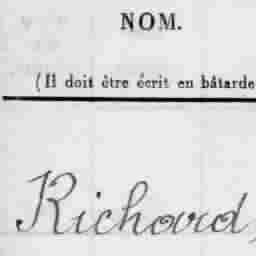 NOM.
(Il doit être écrit en bâtarde
Richard,